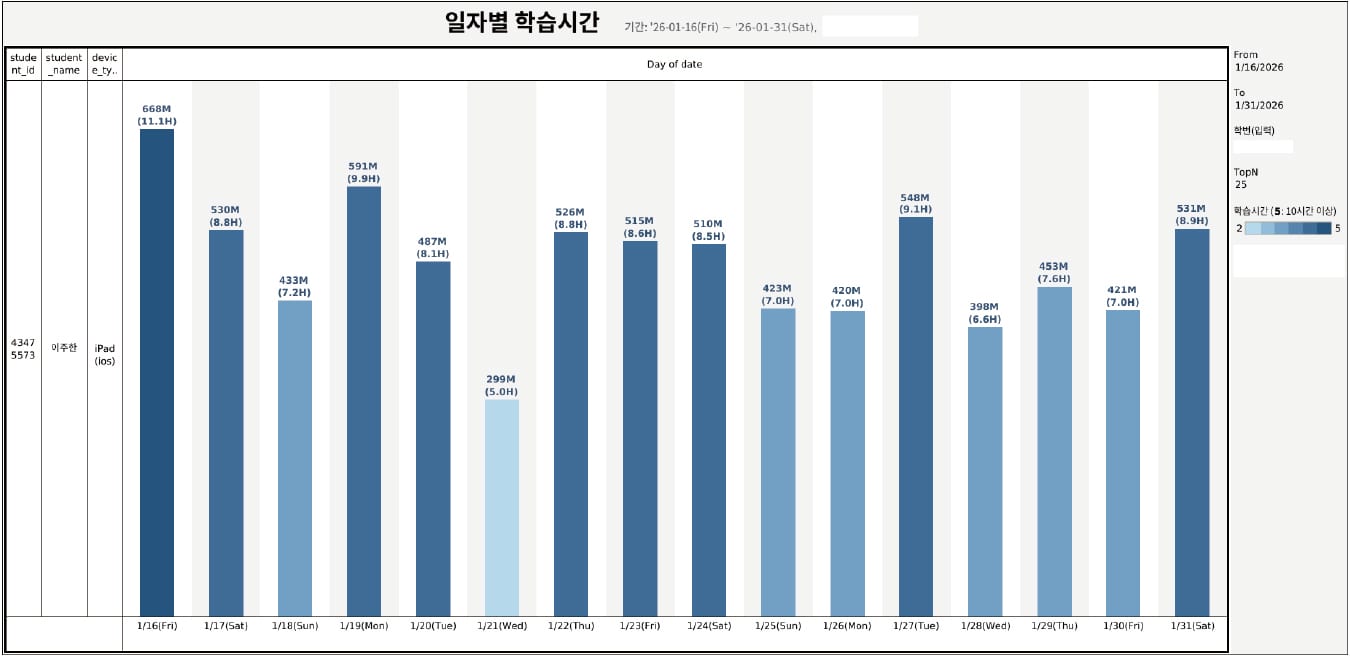 일자별 학습시간
기간: '26-01-16(Fri) ~ '26-01-31(Sat),
stude
nt_id
student
_name
devic
e_ty..
Day of date
4347
5573
이주한
iPad
(ios)
668M
(11.1H)
530M
(8.8H)
433M
(7.2H)
591M
(9.9H)
487M
(8.1H)
299M
(5.0H)
526M
(8.8H)
515M
(8.6H)
510M
(8.5H)
423M
(7.0H)
420M
(7.0H)
548M
(9.1H)
398M
(6.6H)
453M
(7.6H)
421M
(7.0H)
531M
(8.9H)
1/16(Fri)
1/17(Sat)
1/18(Sun)
1/19(Mon)
1/20(Tue)
1/21(Wed)
1/22(Thu)
1/23(Fri)
1/24(Sat)
1/25(Sun)
1/26(Mon)
1/27(Tue)
1/28(Wed)
1/29(Thu)
1/30(Fri)
1/31(Sat)
From
1/16/2026
To
1/31/2026
학번(입력)
TopN
25
학습시간 (5: 10시간 이상)
2 5